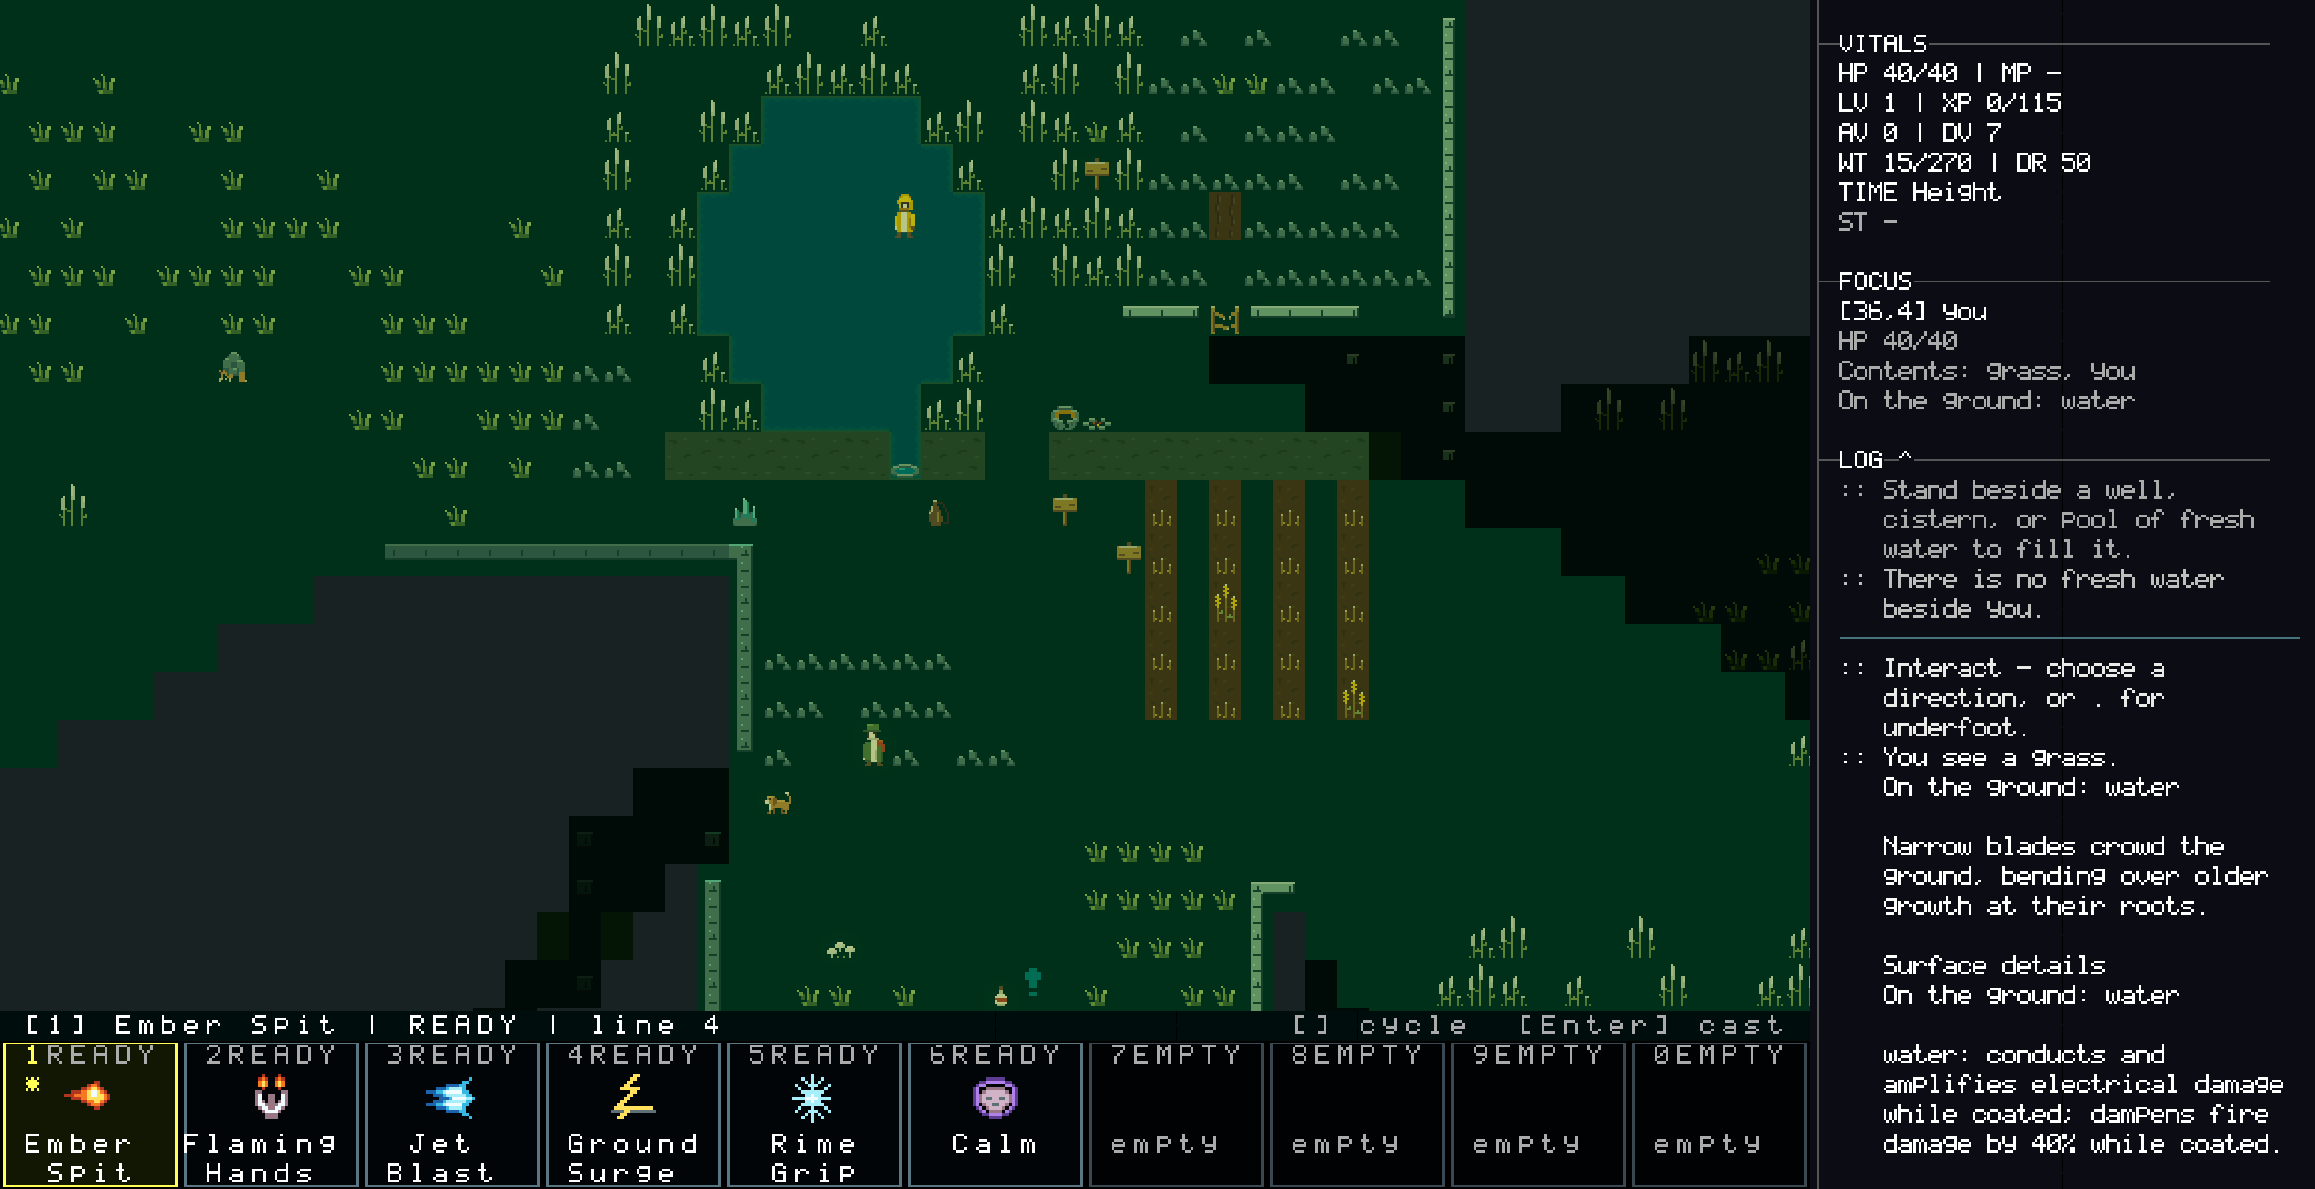 VITALS
HP 40/40 | MP -
LV 1 | XP 0/115
AV 0 | DV 7
WT 15/270 | DR 50
TIME Height
ST -
FOCUS
[36,4] You
HP 40/40
Contents: grass, You
On the ground: water
LOG ^
:: Stand beside a well,
cistern, or pool of fresh
water to fill it.
:: There is no fresh water
beside you.
:: Interact - choose a
direction, or . for
underfoot.
:: You see a grass.
On the ground: water
Narrow blades crowd the
ground, bending over older
growth at their roots.
Surface details
On the ground: water
water: conducts and
amplifies electrical damage
while coated; dampens fire
damage by 40% while coated.
[1] Ember Spit | READY | line 4
[] cycle [Enter] cast
1READY
Ember
Spit
2READY
Flaming
Hands
3READY
Jet
Blast
4READY
Ground
Surge
5READY
Rime
Grip
6READY
Calm
7EMPTY
empty
8EMPTY
empty
9EMPTY
empty
0EMPTY
empty